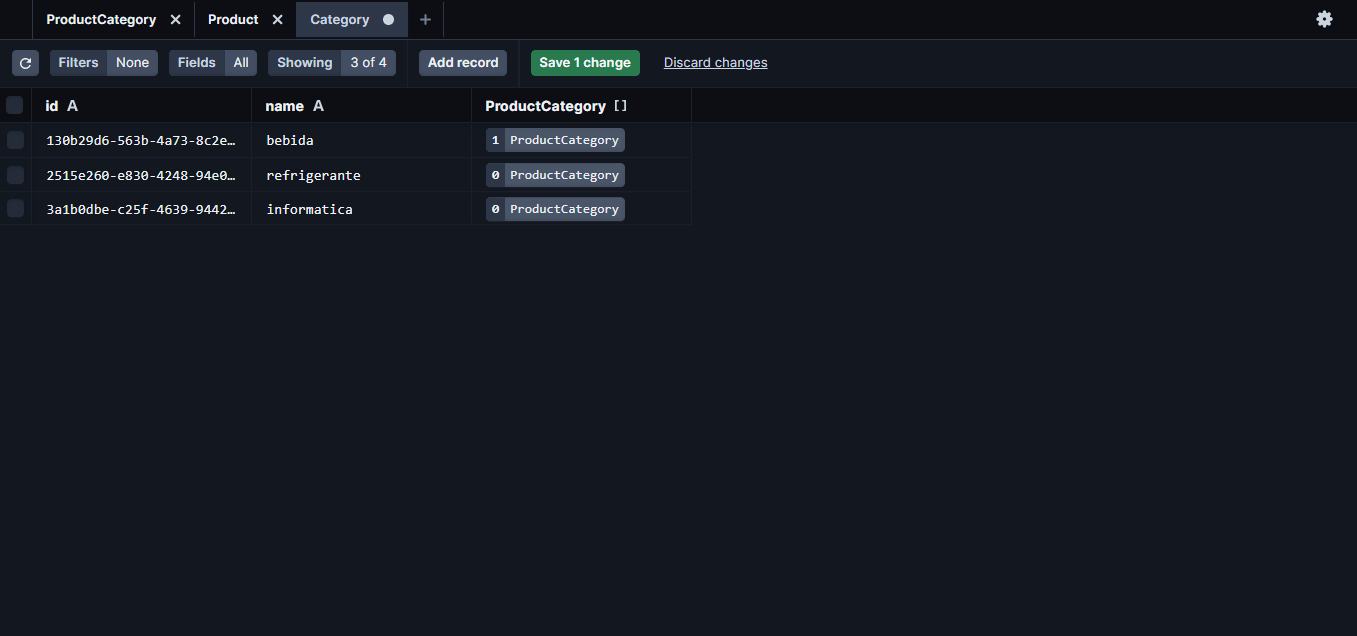 ProductCategory Product Category
Filters None Fields All Showing 3 of 4 Add record Save 1 change Discard changes
id A name A ProductCategory []
130b29d6-563b-4a73-8c2e… bebida 1 ProductCategory
2515e260-e830-4248-94e0… refrigerante 0 ProductCategory
3a1b0dbe-c25f-4639-9442… informatica 0 ProductCategory